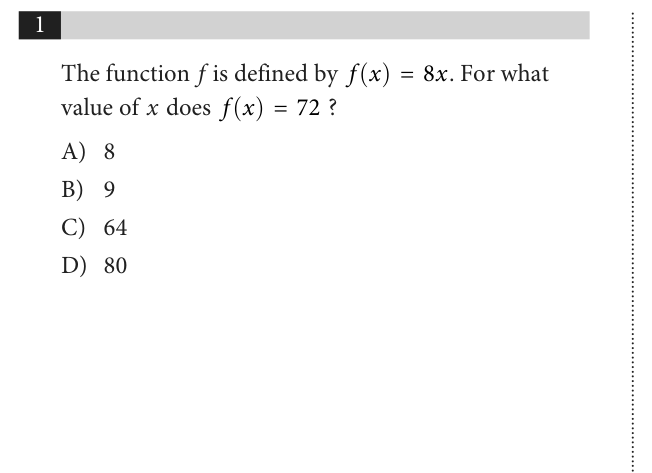 1
The function f is defined by f(x) = 8x. For what
value of x does f(x) = 72 ?
A) 8
B) 9
C) 64
D) 80